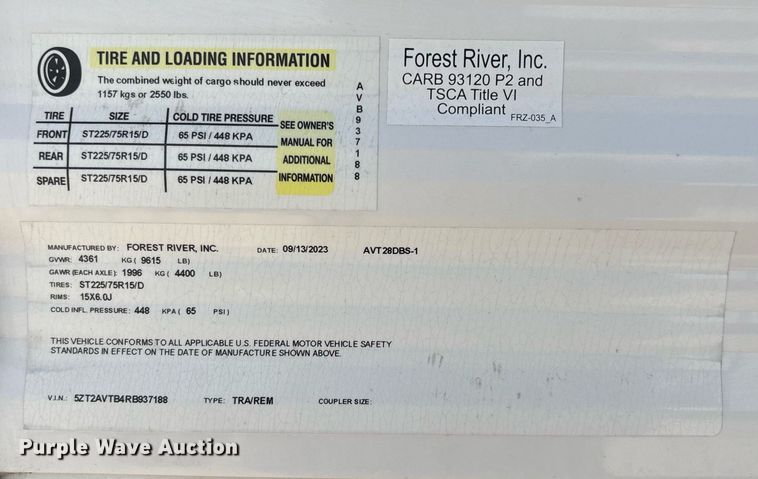 TIRE AND LOADING INFORMATION
The combined weight of cargo should never exceed
1157 kgs or 2550 lbs.
TIRE SIZE COLD TIRE PRESSURE
FRONT ST225/75R15/D 65 PSI / 448 KPA
REAR ST225/75R15/D 65 PSI / 448 KPA
SPARE ST225/75R15/D 65 PSI / 448 KPA
SEE OWNER'S
MANUAL FOR
ADDITIONAL
INFORMATION
AVB937188
Forest River, Inc.
CARB 93120 P2 and
TSCA Title VI
Compliant
FRZ-035_A
MANUFACTURED BY: FOREST RIVER, INC. DATE: 09/13/2023 AVT28DBS-1
GVWR: 4361 KG ( 9615 LB)
GAWR (EACH AXLE): 1996 KG ( 4400 LB)
TIRES: ST225/75R15/D
RIMS: 15X6.0J
COLD INFL. PRESSURE: 448 KPA ( 65 PSI )
THIS VEHICLE CONFORMS TO ALL APPLICABLE U.S. FEDERAL MOTOR VEHICLE SAFETY
STANDARDS IN EFFECT ON THE DATE OF MANUFACTURE SHOWN ABOVE.
V.I.N.: 5ZT2AVTB4RB937188 TYPE: TRA/REM COUPLER SIZE:
Purple Wave Auction